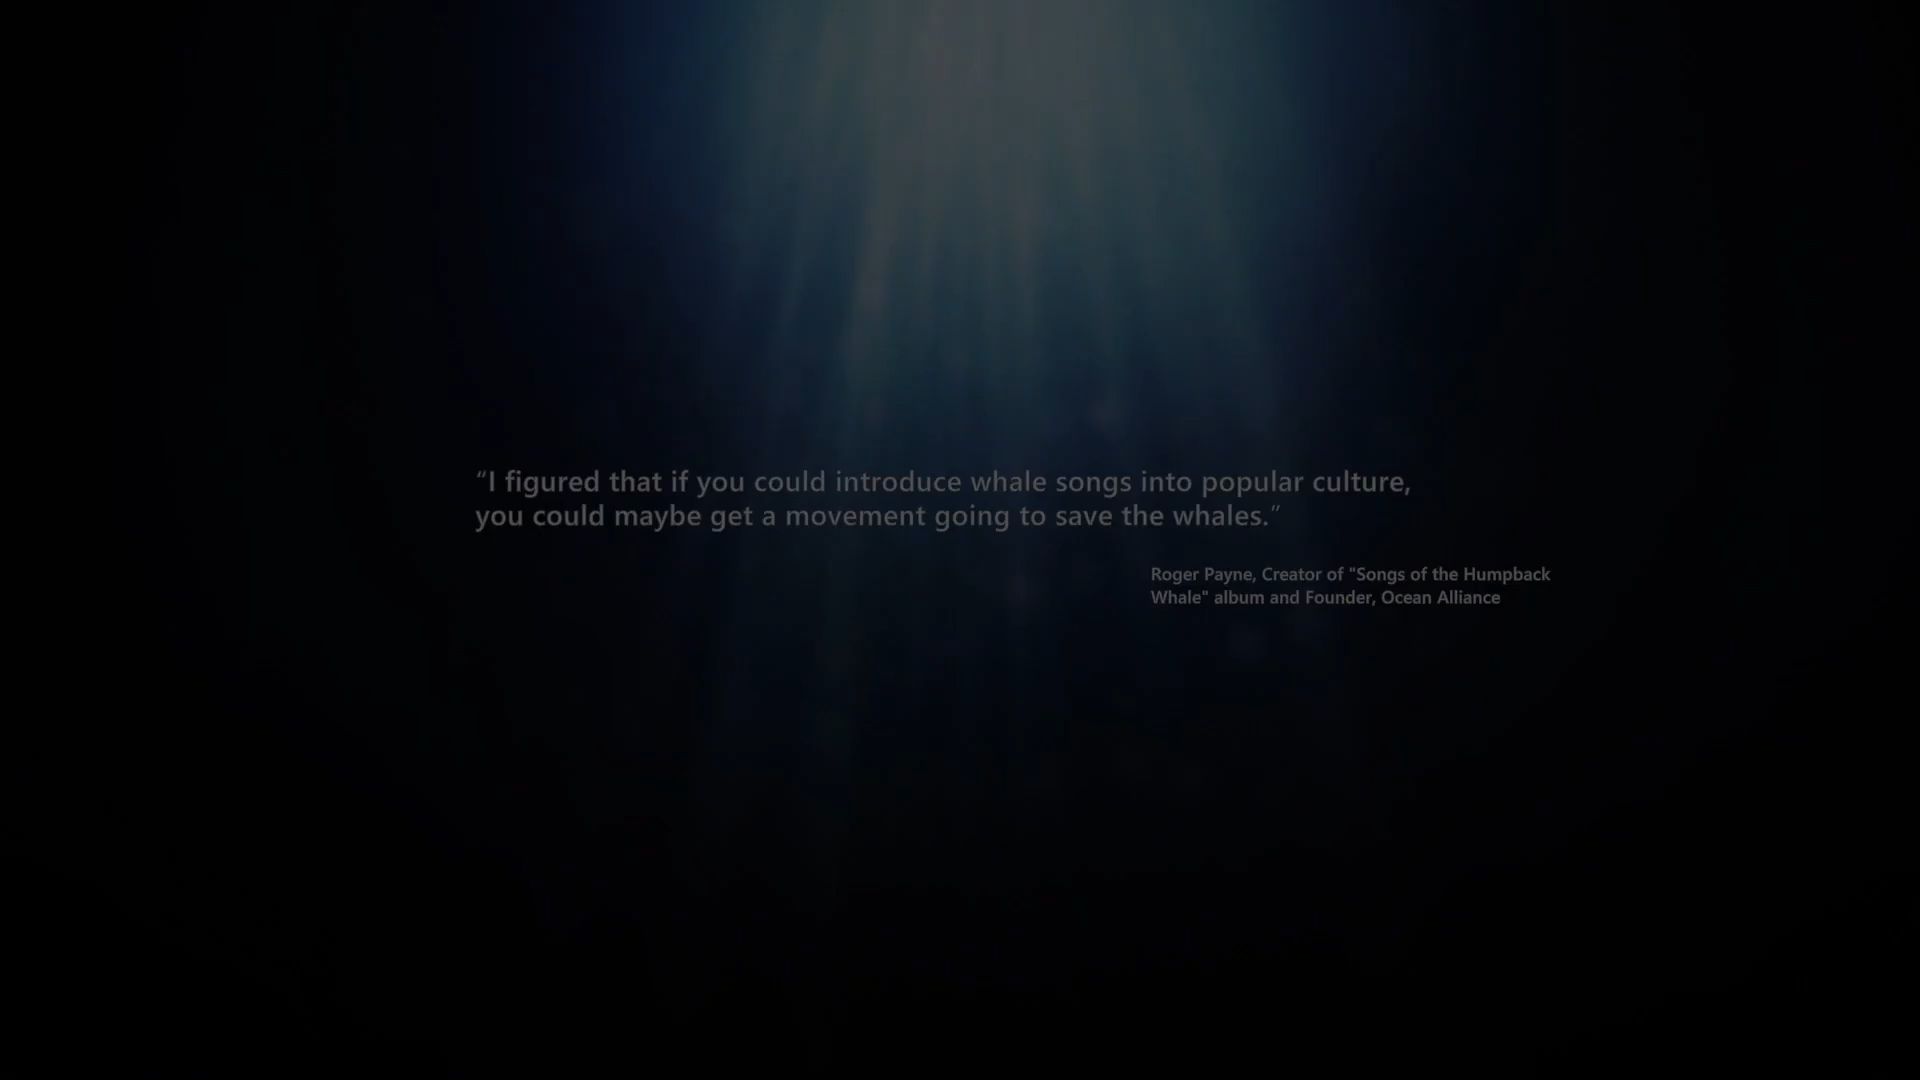 “I figured that if you could introduce whale songs into popular culture,
you could maybe get a movement going to save the whales.”
Roger Payne, Creator of "Songs of the Humpback
Whale" album and Founder, Ocean Alliance